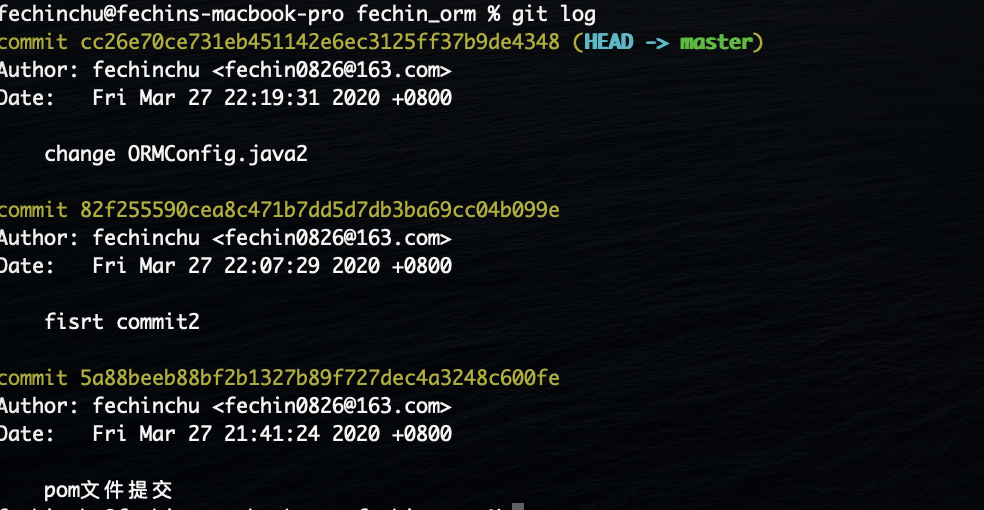 fechinchu@fechins-macbook-pro fechin_orm % git log
commit cc26e70ce731eb451142e6ec3125ff37b9de4348 (HEAD -> master)
Author: fechinchu <fechin0826@163.com>
Date:   Fri Mar 27 22:19:31 2020 +0800
change ORMConfig.java2
commit 82f255590cea8c471b7dd5d7db3ba69cc04b099e
Author: fechinchu <fechin0826@163.com>
Date:   Fri Mar 27 22:07:29 2020 +0800
fisrt commit2
commit 5a88beeb88bf2b1327b89f727dec4a3248c600fe
Author: fechinchu <fechin0826@163.com>
Date:   Fri Mar 27 21:41:24 2020 +0800
pom文件提交